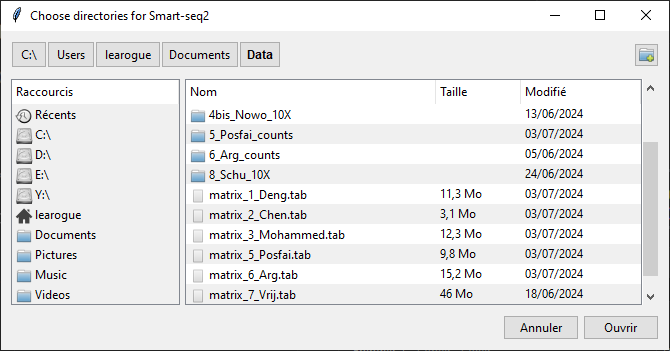 Choose directories for Smart-seq2
C:\ Users learogue Documents Data
Raccourcis
Récents
C:\
D:\
E:\
Y:\
learogue
Documents
Pictures
Music
Videos
Nom Taille Modifié
4bis_Nowo_10X 13/06/2024
5_Posfai_counts 03/07/2024
6_Arg_counts 05/06/2024
8_Schu_10X 24/06/2024
matrix_1_Deng.tab 11,3 Mo 03/07/2024
matrix_2_Chen.tab 3,1 Mo 03/07/2024
matrix_3_Mohammed.tab 12,3 Mo 03/07/2024
matrix_5_Posfai.tab 9,8 Mo 03/07/2024
matrix_6_Arg.tab 15,2 Mo 03/07/2024
matrix_7_Vrij.tab 46 Mo 18/06/2024
Annuler Ouvrir